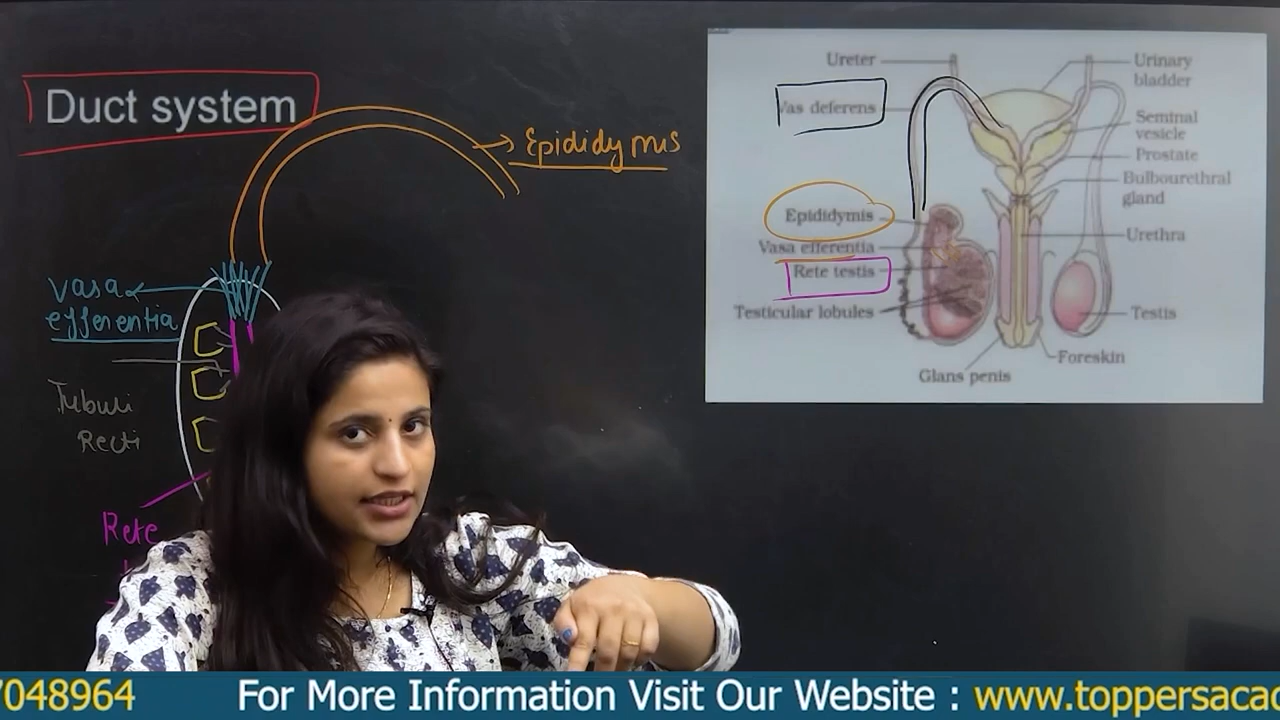 Duct system
Epididymis
Vasa
efferentia
Tubuli
Recti
Rete
Ureter
Vas deferens
Epididymis
Vasa efferentia
Rete testis
Testicular lobules
Glans penis
Urinary
bladder
Seminal
vesicle
Prostate
Bulbourethral
gland
Urethra
Testis
Foreskin
7048964 For More Information Visit Our Website : www.toppersacad